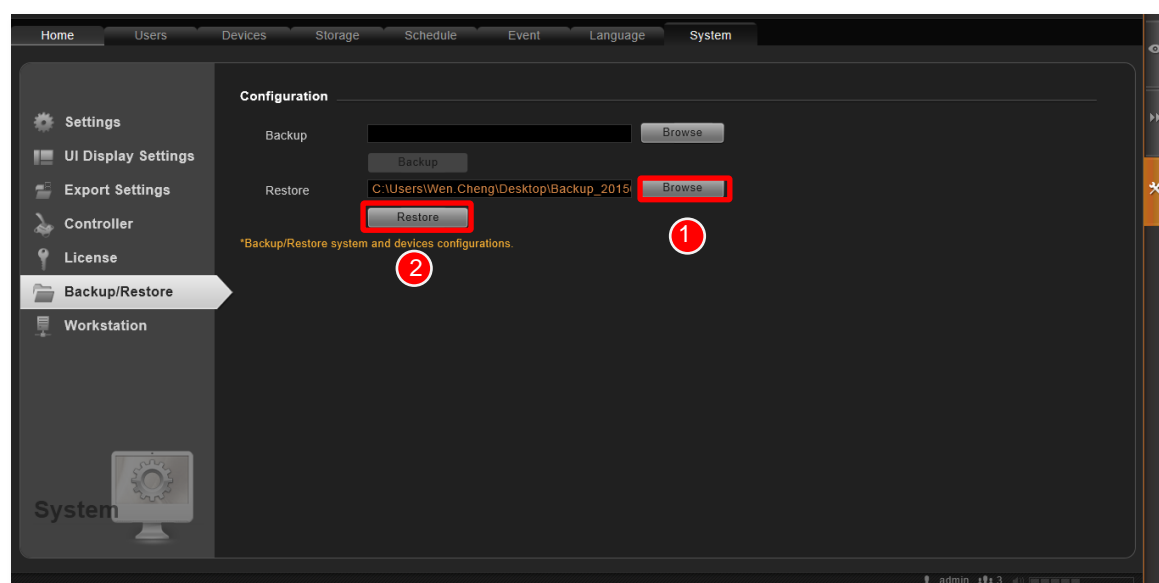 Home Users Devices Storage Schedule Event Language System
Configuration
Settings
Backup Browse
UI Display Settings
Backup
Export Settings
Restore C:\Users\Wen.Cheng\Desktop\Backup_2015 Browse
Controller
Restore
1
*Backup/Restore system and devices configurations.
License
2
Backup/Restore
Workstation
System
admin 3